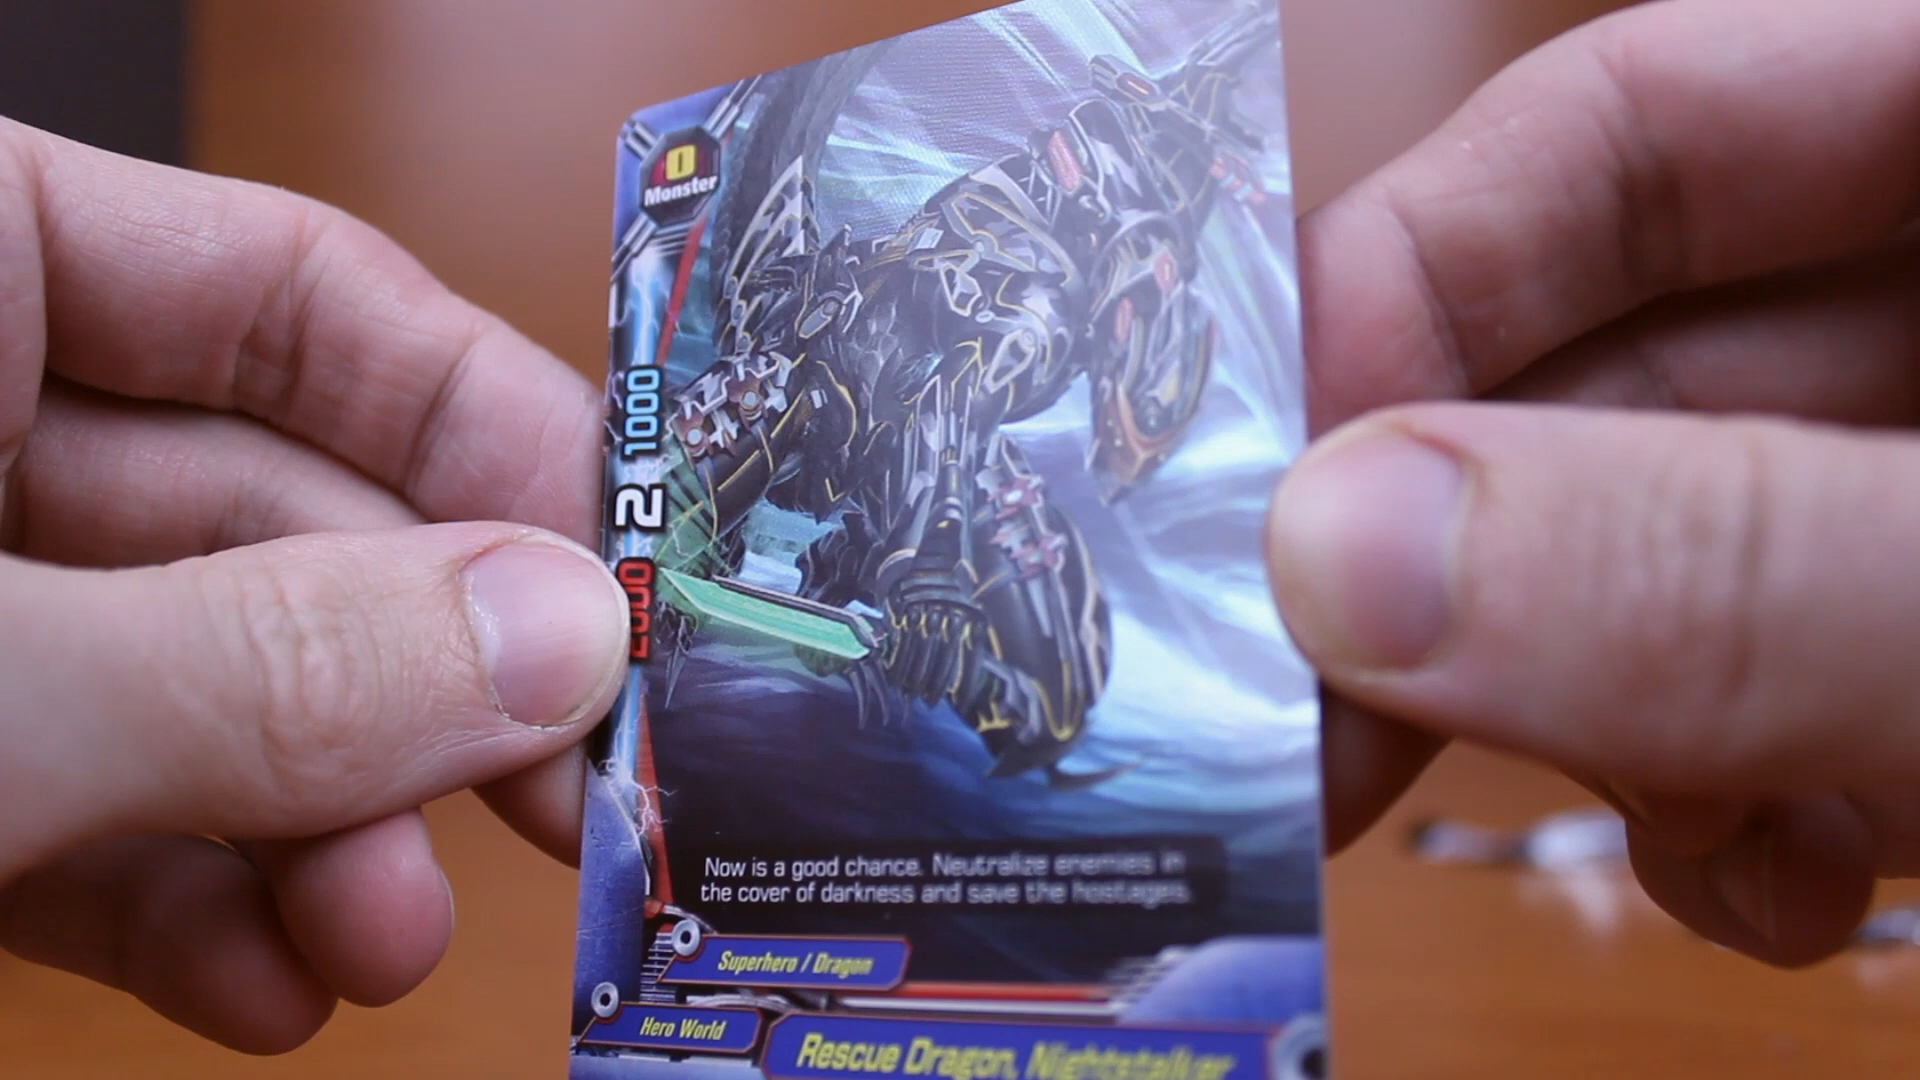 0
Monster
1000
2
2000
Now is a good chance. Neutralize enemies in
the cover of darkness and save the hostages.
Superhero / Dragon
Hero World
Rescue Dragon, Nightstalker